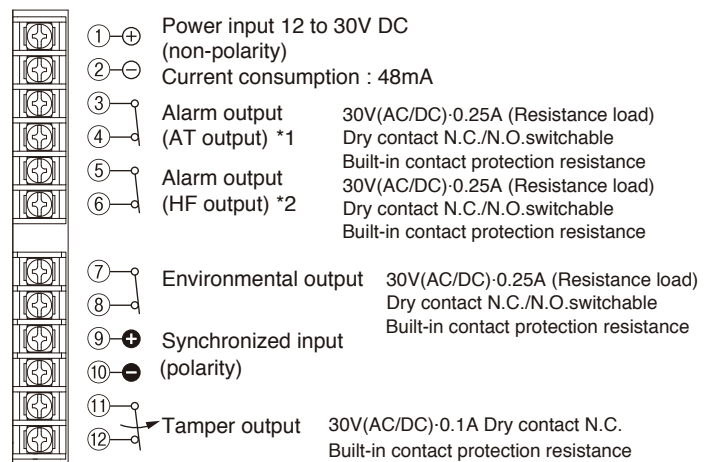 ① ⊕ Power input 12 to 30V DC
(non-polarity)
② ⊖ Current consumption : 48mA
③ Alarm output 30V(AC/DC)·0.25A (Resistance load)
④ (AT output) *1 Dry contact N.C./N.O.switchable
Built-in contact protection resistance
⑤ Alarm output 30V(AC/DC)·0.25A (Resistance load)
⑥ (HF output) *2 Dry contact N.C./N.O.switchable
Built-in contact protection resistance
⑦ Environmental output 30V(AC/DC)·0.25A (Resistance load)
⑧ Dry contact N.C./N.O.switchable
Built-in contact protection resistance
⑨ + Synchronized input
⑩ - (polarity)
⑪ Tamper output 30V(AC/DC)·0.1A Dry contact N.C.
⑫ Built-in contact protection resistance